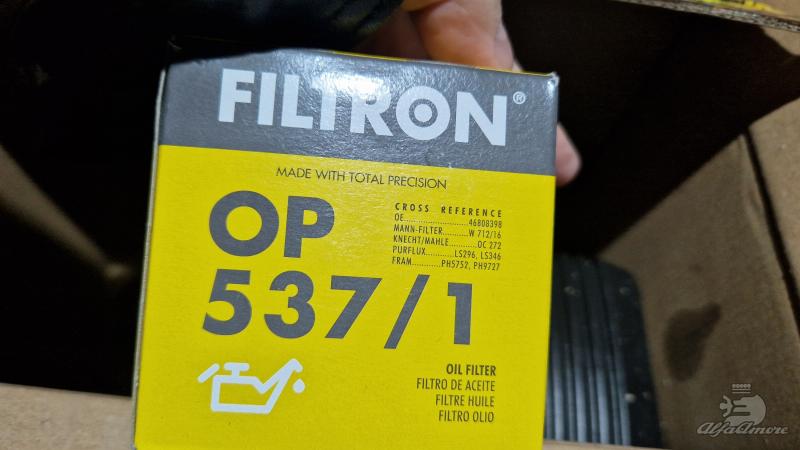 FILTRON®
MADE WITH TOTAL PRECISION
OP
537/1
CROSS REFERENCE
OE..........................46808398
MANN-FILTER..........W 712/16
KNECHT/MAHLE...........OC 272
PURFLUX...........LS296, LS346
FRAM............PH5752, PH9727
OIL FILTER
FILTRO DE ACEITE
FILTRE HUILE
FILTRO OLIO
AlfaAmore